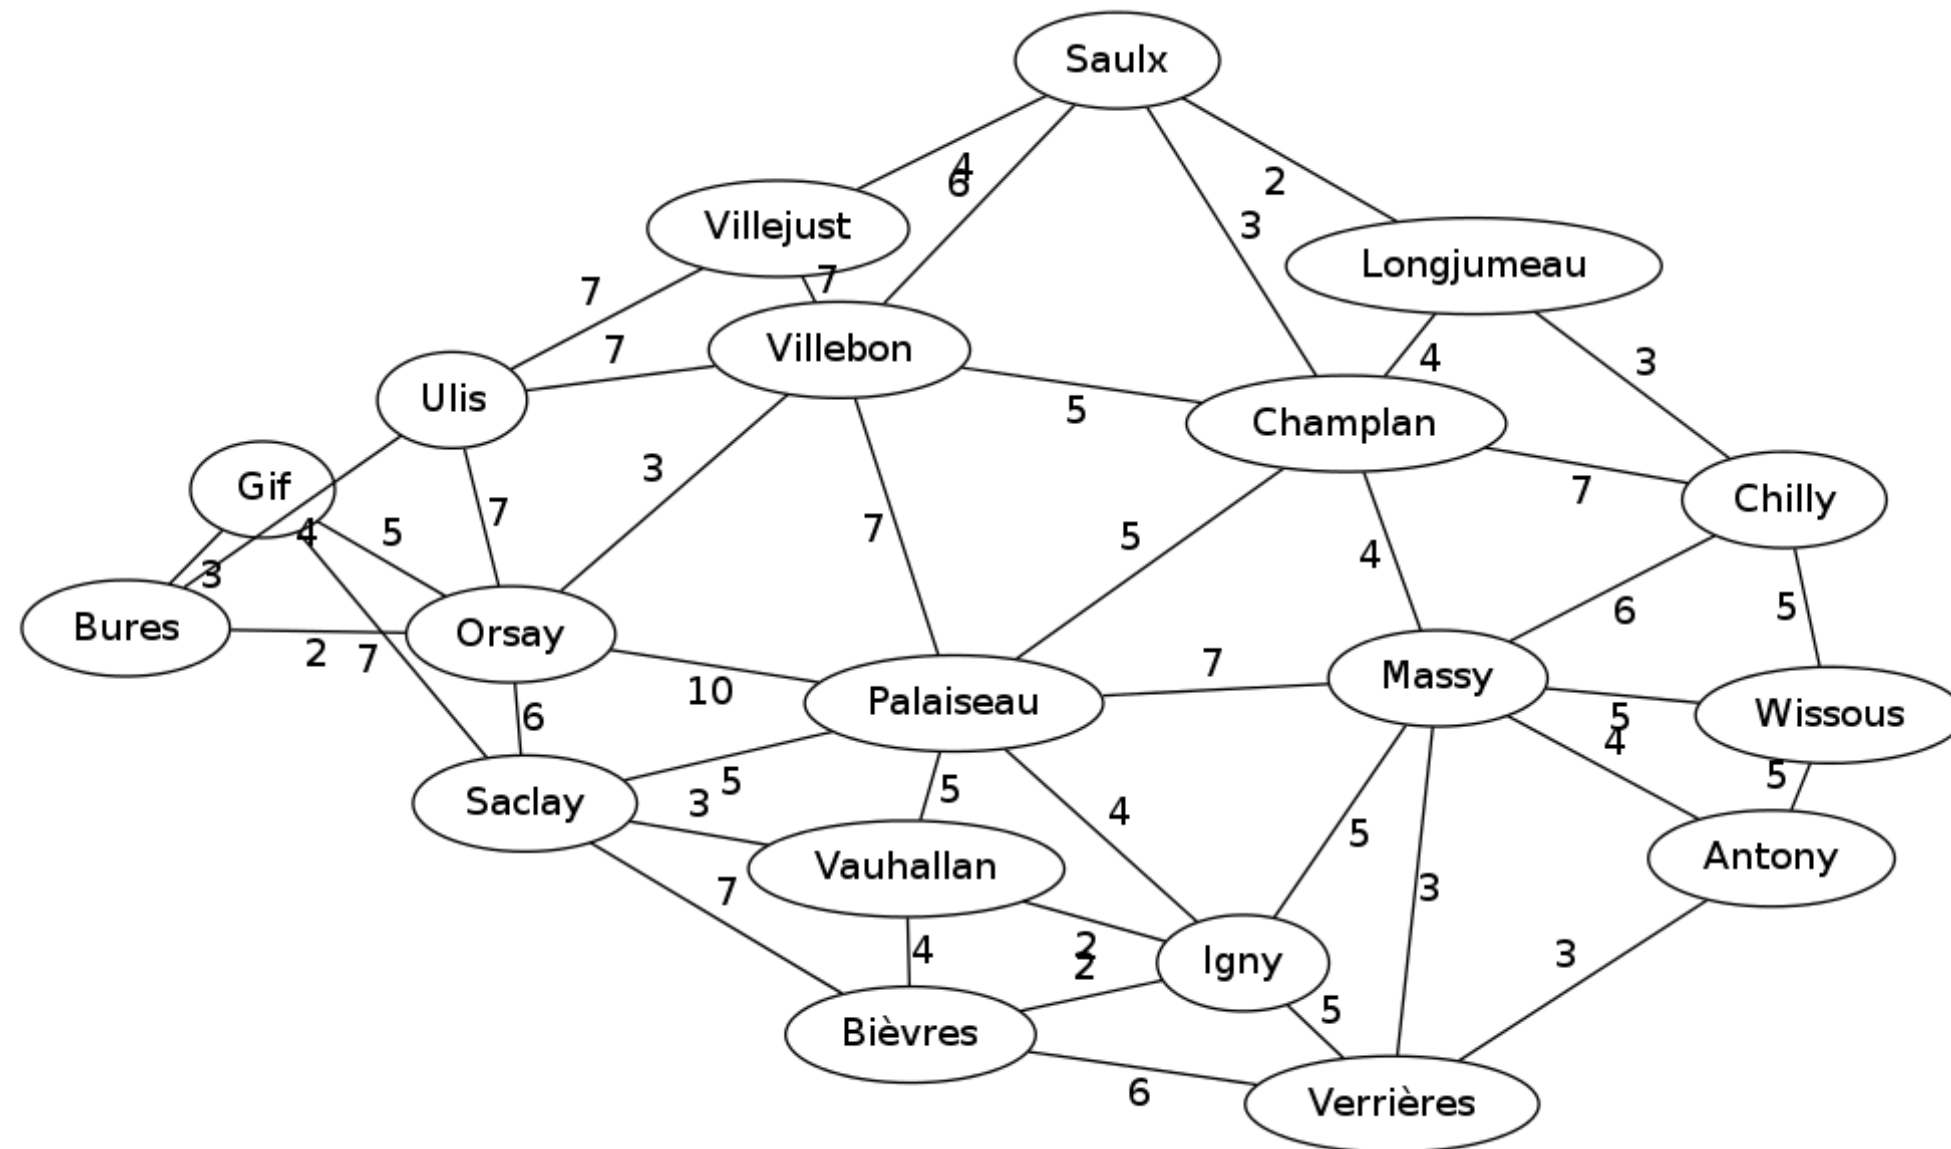 Saulx
4
6
2
Villejust
3
Longjumeau
7
7
7
Villebon
4
3
Ulis
5
Champlan
3
Gif
7
Chilly
4
5
7
7
5
4
3
Bures
2
7
Orsay
6
5
10
7
Palaiseau
Massy
5
4
Wissous
6
5
3
5
4
5
Saclay
Vauhallan
7
5
3
Antony
4
2
2
Igny
3
Bièvres
5
6
Verrières